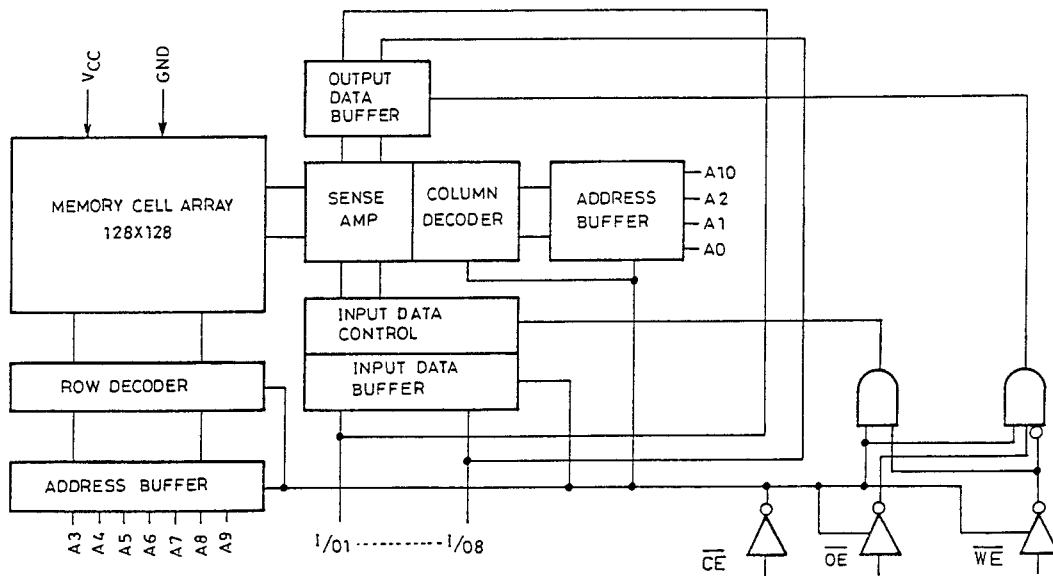 VCC
GND
OUTPUT
DATA
BUFFER
MEMORY CELL ARRAY
128X128
SENSE
AMP
COLUMN
DECODER
ADDRESS
BUFFER
A10
A2
A1
A0
INPUT DATA
CONTROL
INPUT DATA
BUFFER
ROW DECODER
ADDRESS BUFFER
A3 A4 A5 A6 A7 A8 A9
I/01 --------- I/08
CE
OE
WE